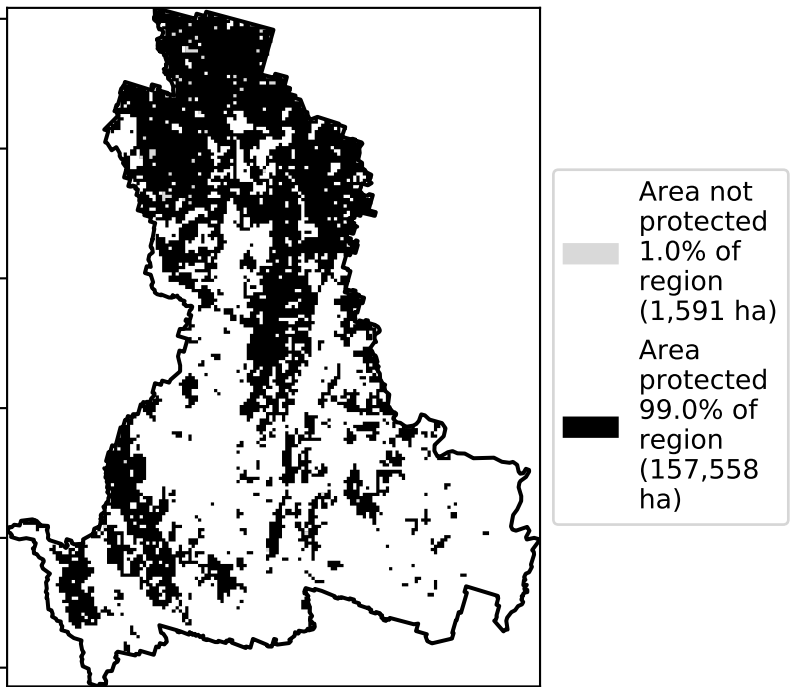 Area not
protected
1.0% of
region
(1,591 ha)
Area
protected
99.0% of
region
(157,558
ha)